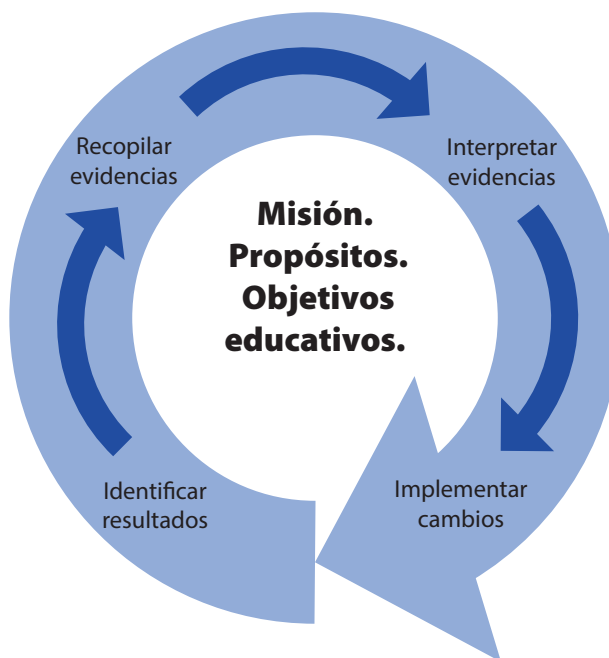 Recopilar
evidencias
Interpretar
evidencias
Misión.
Propósitos.
Objetivos
educativos.
Identificar
resultados
Implementar
cambios